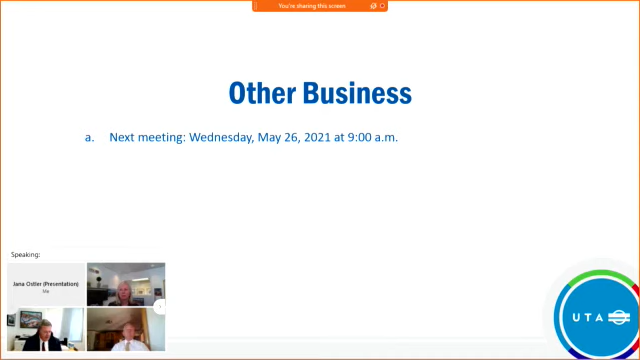 You're sharing this screen
Other Business
a. Next meeting: Wednesday, May 26, 2021 at 9:00 a.m.
Speaking:
Jana Ostler (Presentation)
Me
UTA